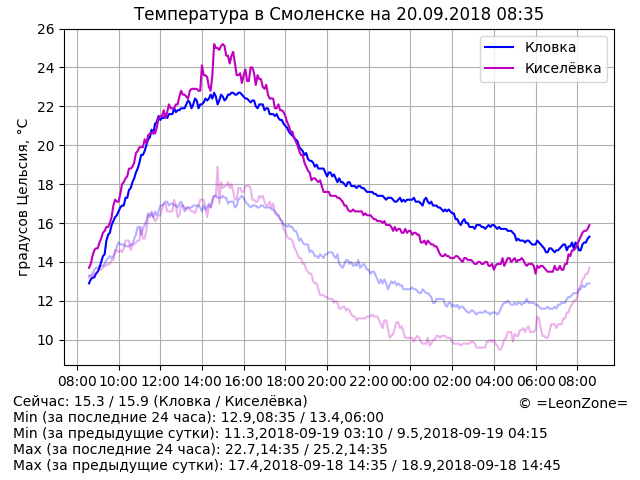 Температура в Смоленске на 20.09.2018 08:35
Кловка
Киселёвка
градусов Цельсия, °C
26
24
22
20
18
16
14
12
10
08:00 10:00 12:00 14:00 16:00 18:00 20:00 22:00 00:00 02:00 04:00 06:00 08:00
Сейчас: 15.3 / 15.9 (Кловка / Киселёвка)
© =LeonZone=
Min (за последние 24 часа): 12.9,08:35 / 13.4,06:00
Min (за предыдущие сутки): 11.3,2018-09-19 03:10 / 9.5,2018-09-19 04:15
Max (за последние 24 часа): 22.7,14:35 / 25.2,14:35
Max (за предыдущие сутки): 17.4,2018-09-18 14:35 / 18.9,2018-09-18 14:45